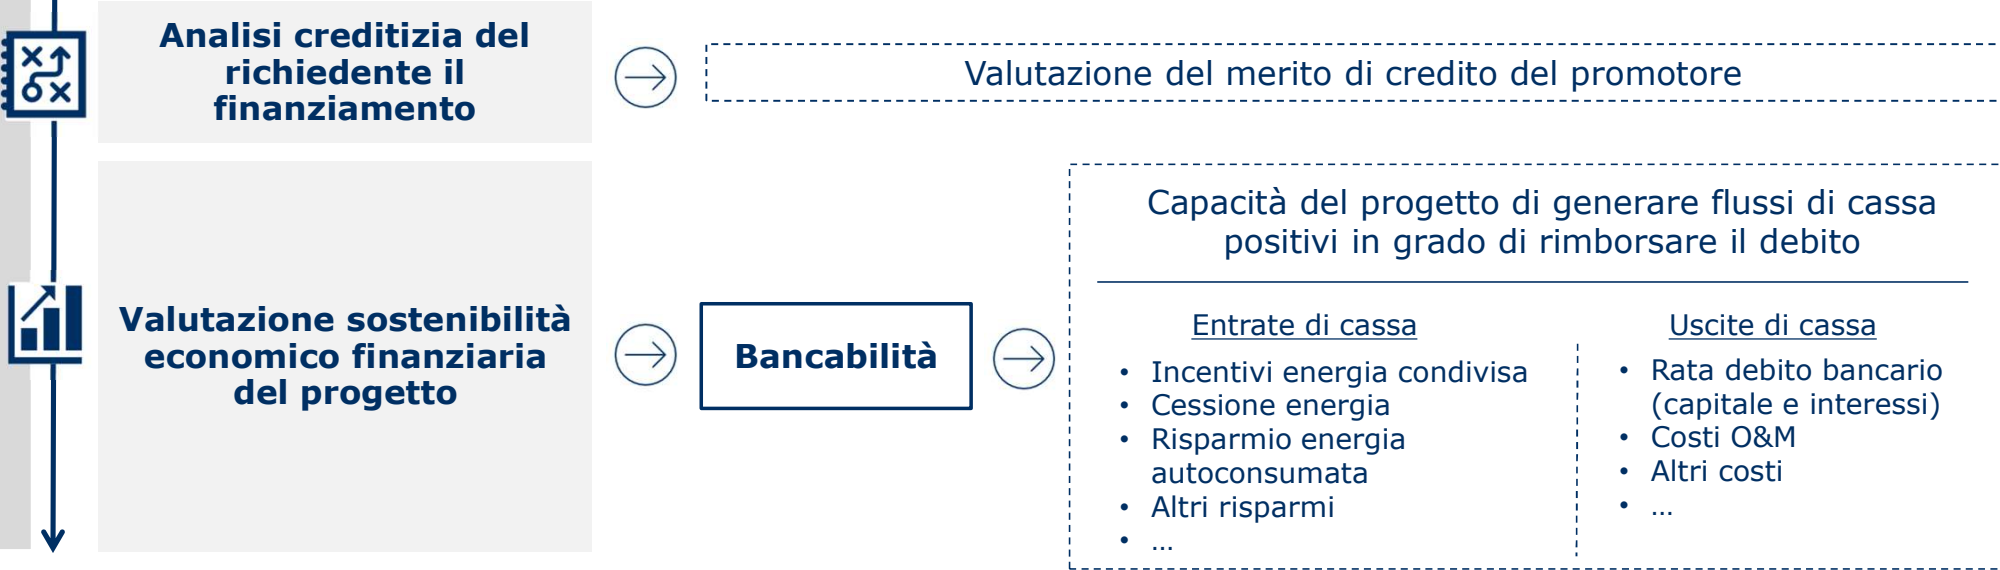 Analisi creditizia del
richiedente il
finanziamento
Valutazione del merito di credito del promotore
Valutazione sostenibilità
economico finanziaria
del progetto
Bancabilità
Capacità del progetto di generare flussi di cassa
positivi in grado di rimborsare il debito
Entrate di cassa
• Incentivi energia condivisa
• Cessione energia
• Risparmio energia
autoconsumata
• Altri risparmi
• …
Uscite di cassa
• Rata debito bancario
(capitale e interessi)
• Costi O&M
• Altri costi
• …